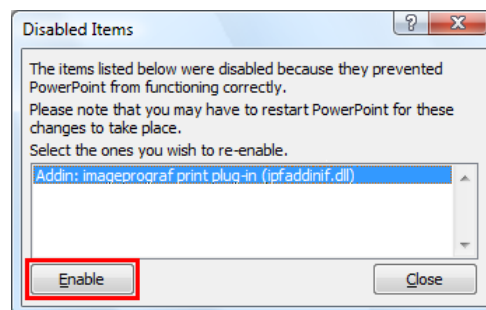 Disabled Items
The items listed below were disabled because they prevented
PowerPoint from functioning correctly.
Please note that you may have to restart PowerPoint for these
changes to take place.
Select the ones you wish to re-enable.
Addin: imageprograf print plug-in (ipfaddinif.dll)
Enable
Close